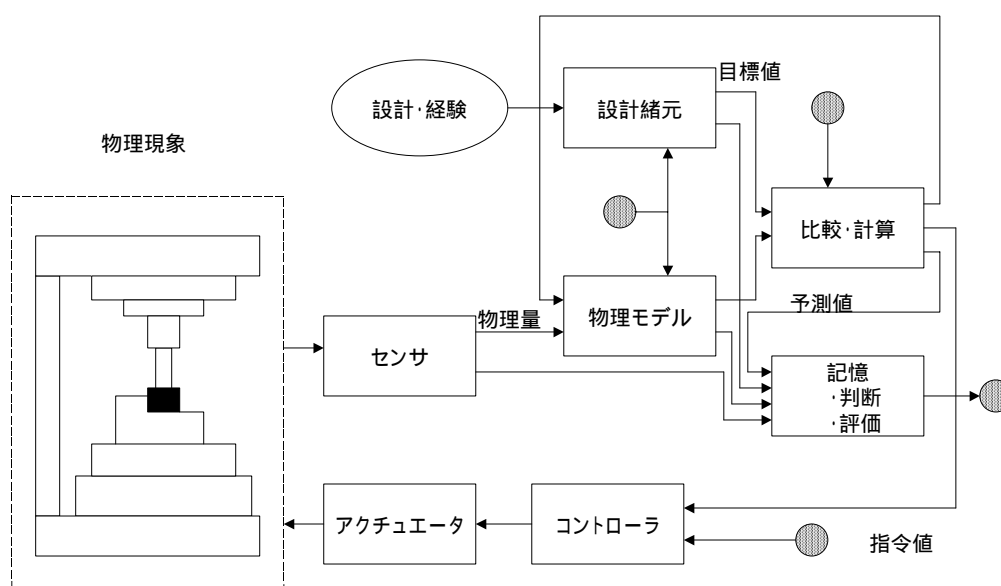 目標値
設計・経験
設計緒元
物理現象
比較・計算
予測値
物理量
物理モデル
センサ
記憶
・判断
・評価
アクチュエータ
コントローラ
指令値